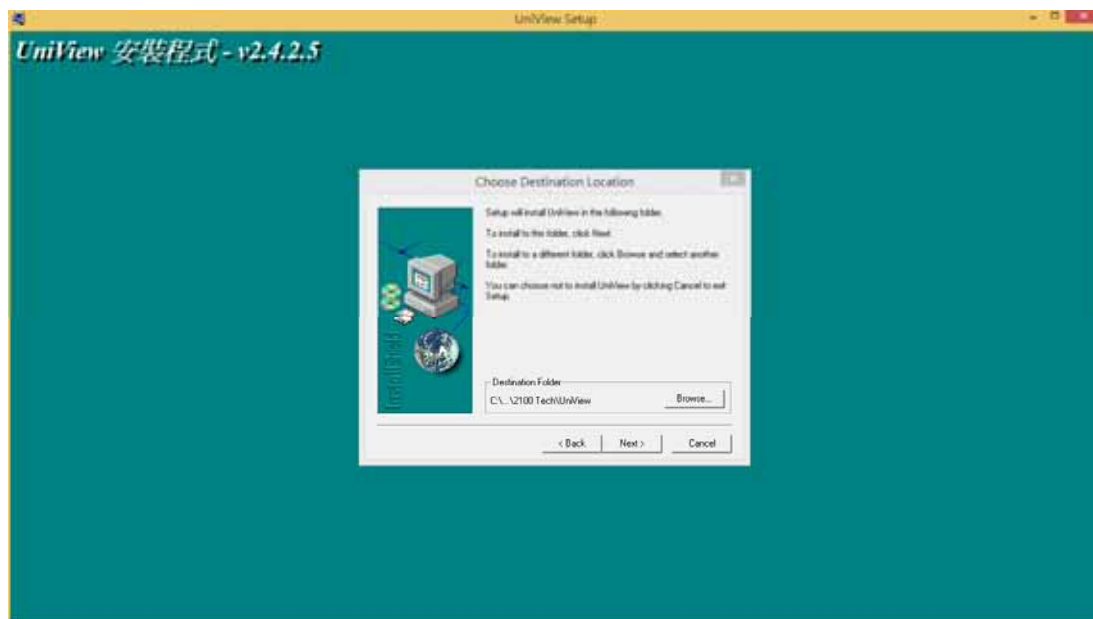 UniView Setup
UniView 安裝程式 - v2.4.2.5
Choose Destination Location
Setup will install UniView in the following folder.
To install to this folder, click Next.
To install to a different folder, click Browse and select another
folder.
You can choose not to install UniView by clicking Cancel to exit
Setup.
InstallShield
Destination Folder
C:\...\2100 Tech\UniView
Browse...
< Back
Next >
Cancel